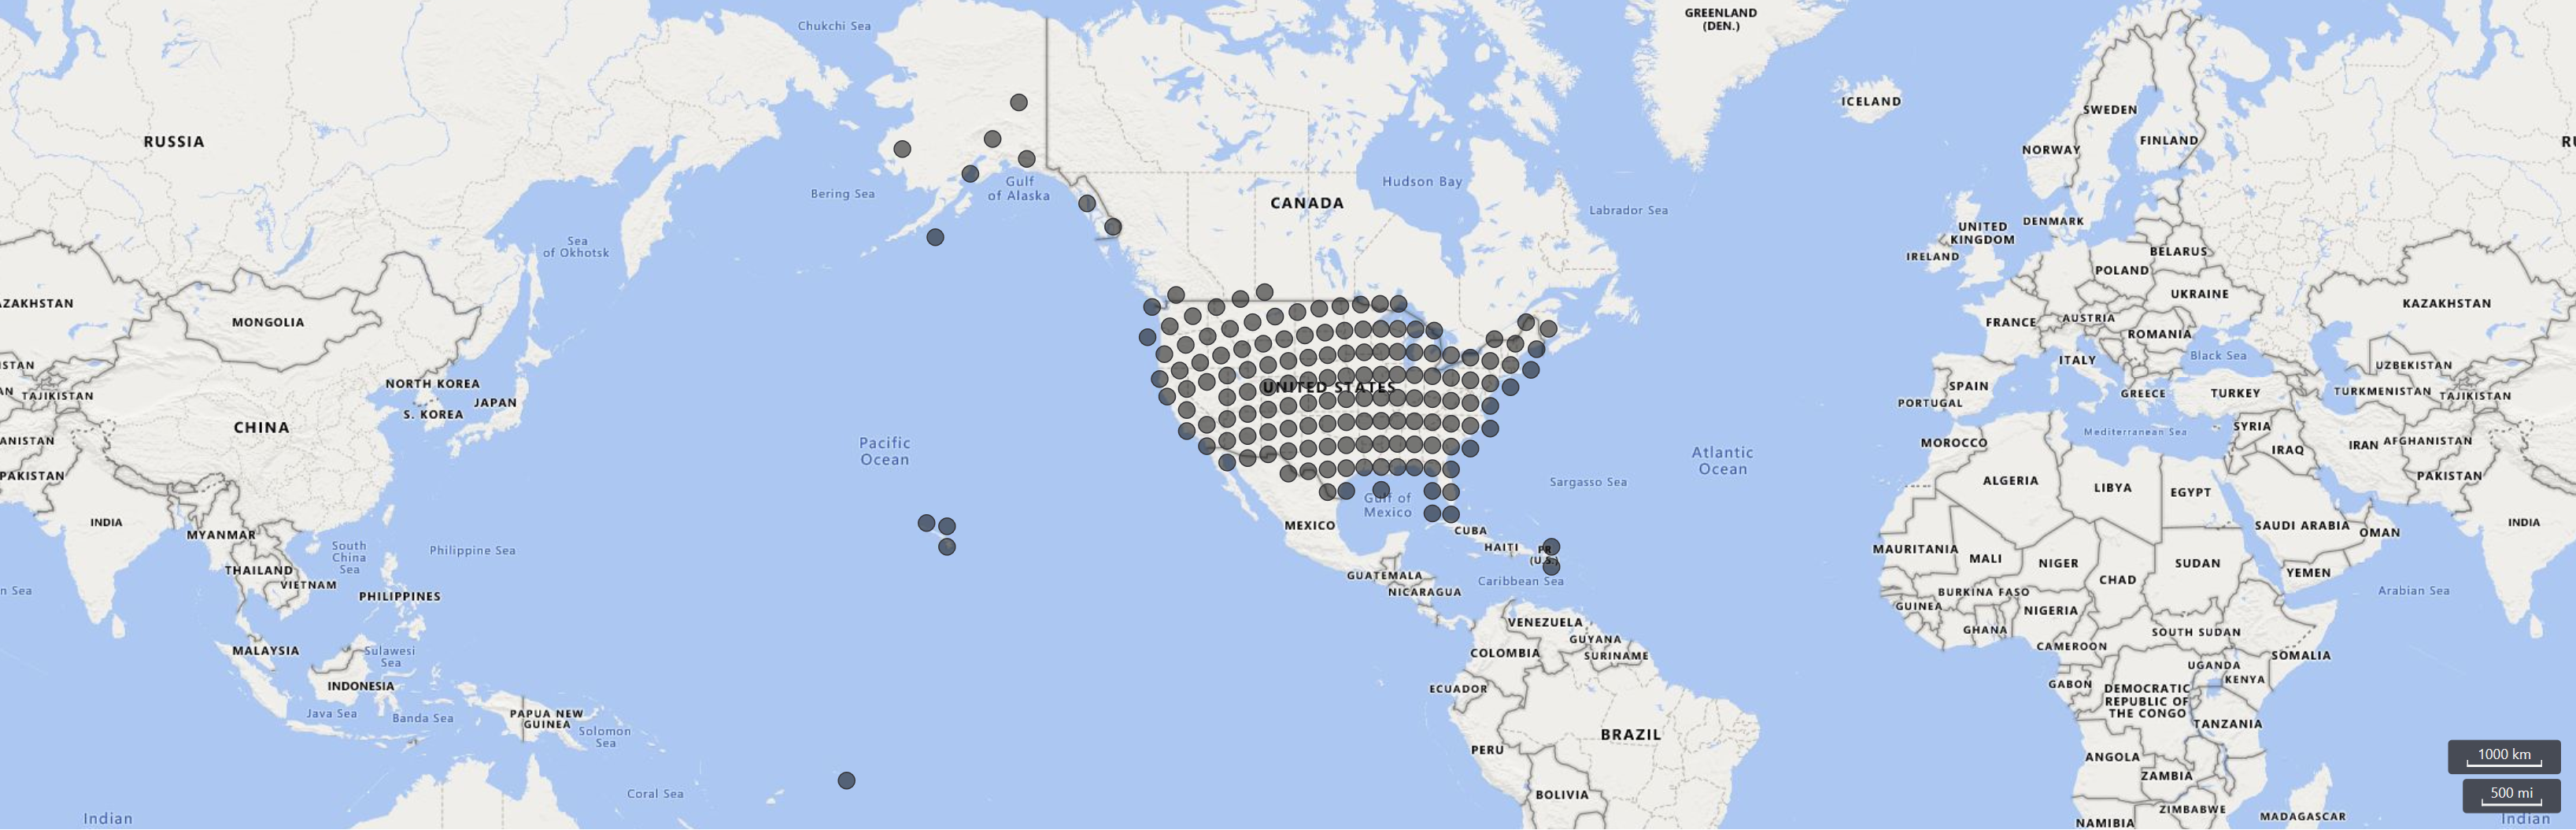 GREENLAND
(DEN.)
Chukchi Sea
ICELAND
SWEDEN
RUSSIA
FINLAND
RU
NORWAY
Bering Sea
Gulf
of Alaska
Hudson Bay
CANADA
Labrador Sea
DENMARK
UNITED
KINGDOM
Sea
of Okhotsk
IRELAND
BELARUS
POLAND
UKRAINE
AZAKHSTAN
MONGOLIA
KAZAKHSTAN
FRANCE
AUSTRIA
ROMANIA
ISTAN
ITALY
Black Sea
UZBEKISTAN
NORTH KOREA
UNITED STATES
SPAIN
GREECE
TURKEY
TURKMENISTAN
TAJIKISTAN
AN
TAJIKISTAN
JAPAN
PORTUGAL
S. KOREA
CHINA
Mediterranean Sea
SYRIA
ANISTAN
Pacific
Ocean
MOROCCO
IRAQ
IRAN
AFGHANISTAN
Atlantic
Ocean
PAKISTAN
PAKISTAN
ALGERIA
LIBYA
EGYPT
Sargasso Sea
Gulf of
Mexico
INDIA
MEXICO
CUBA
SAUDI ARABIA
OMAN
INDIA
MYANMAR
South
China
Sea
Philippine Sea
HAITI
PR
(U.S.)
MAURITANIA
MALI
NIGER
SUDAN
THAILAND
VIETNAM
GUATEMALA
Caribbean Sea
CHAD
YEMEN
n Sea
PHILIPPINES
NICARAGUA
BURKINA FASO
Arabian Sea
GUINEA
NIGERIA
VENEZUELA
GHANA
SOUTH SUDAN
GUYANA
CAMEROON
MALAYSIA
Sulawesi
Sea
COLOMBIA
SURINAME
SOMALIA
UGANDA
KENYA
INDONESIA
ECUADOR
GABON
DEMOCRATIC
REPUBLIC OF
THE CONGO
Java Sea
Banda Sea
PAPUA NEW
GUINEA
Solomon
Sea
TANZANIA
BRAZIL
PERU
ANGOLA
1000 km
ZAMBIA
Coral Sea
BOLIVIA
500 mi
ZIMBABWE
MADAGASCAR
Indian
NAMIBIA
Indian